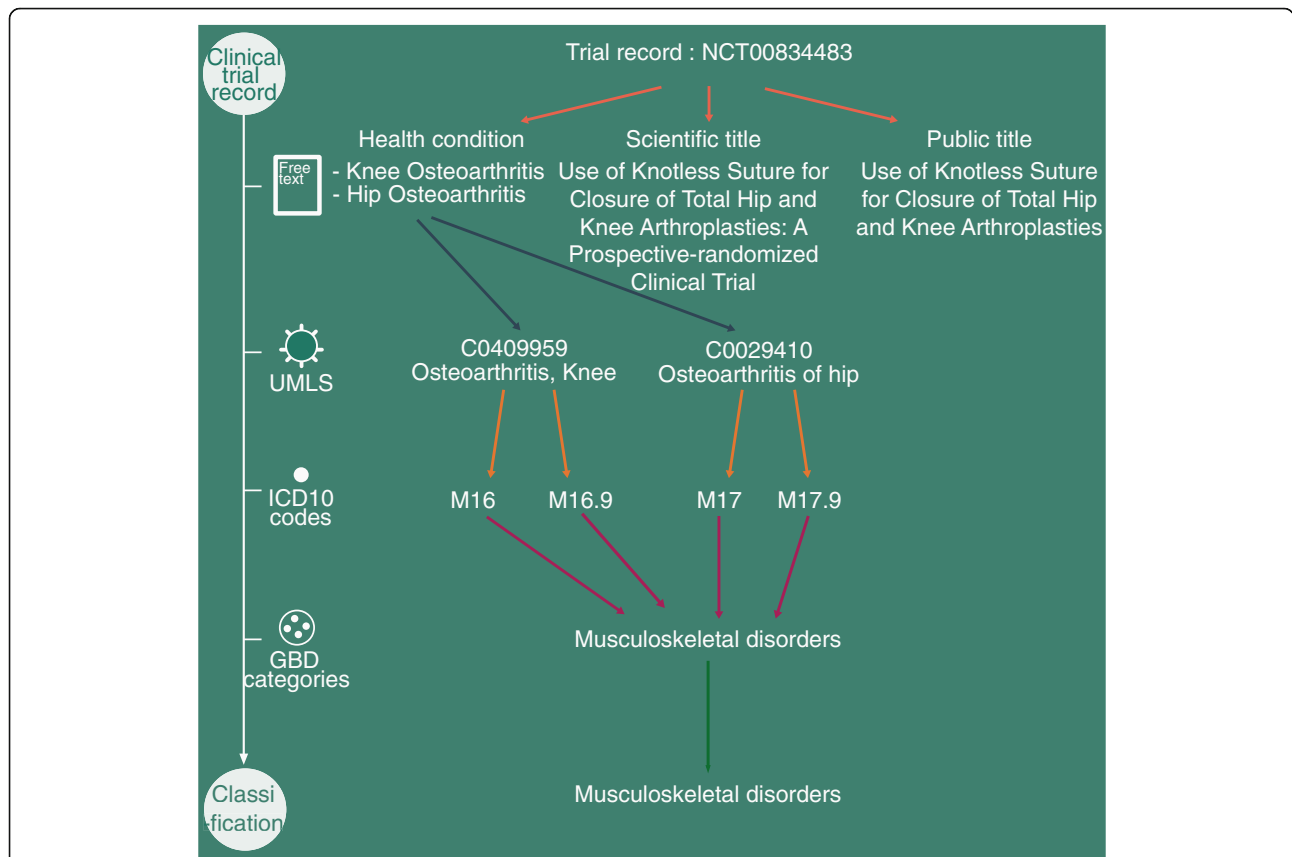 Clinical
trial
record
Trial record : NCT00834483
Health condition
Scientific title
Public title
Free
text
- Knee Osteoarthritis
- Hip Osteoarthritis
Use of Knotless Suture for
Closure of Total Hip and
Knee Arthroplasties: A
Prospective-randomized
Clinical Trial
Use of Knotless Suture
for Closure of Total Hip
and Knee Arthroplasties
UMLS
C0409959
Osteoarthritis, Knee
C0029410
Osteoarthritis of hip
ICD10
codes
M16
M16.9
M17
M17.9
GBD
categories
Musculoskeletal disorders
Classi
-fication
Musculoskeletal disorders